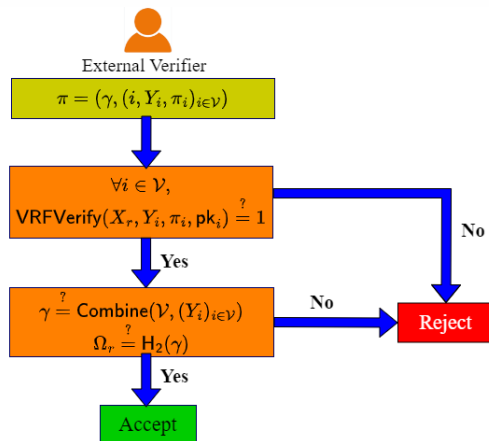 External Verifier
π = (γ, (i, Y_i, π_i)_{i∈𝒱})
∀i ∈ 𝒱,
VRFVerify(X_r, Y_i, π_i, pk_i) ≟ 1
No
Yes
γ ≟ Combine(𝒱, (Y_i)_{i∈𝒱})
Ω_r ≟ H_2(γ)
No
Reject
Yes
Accept